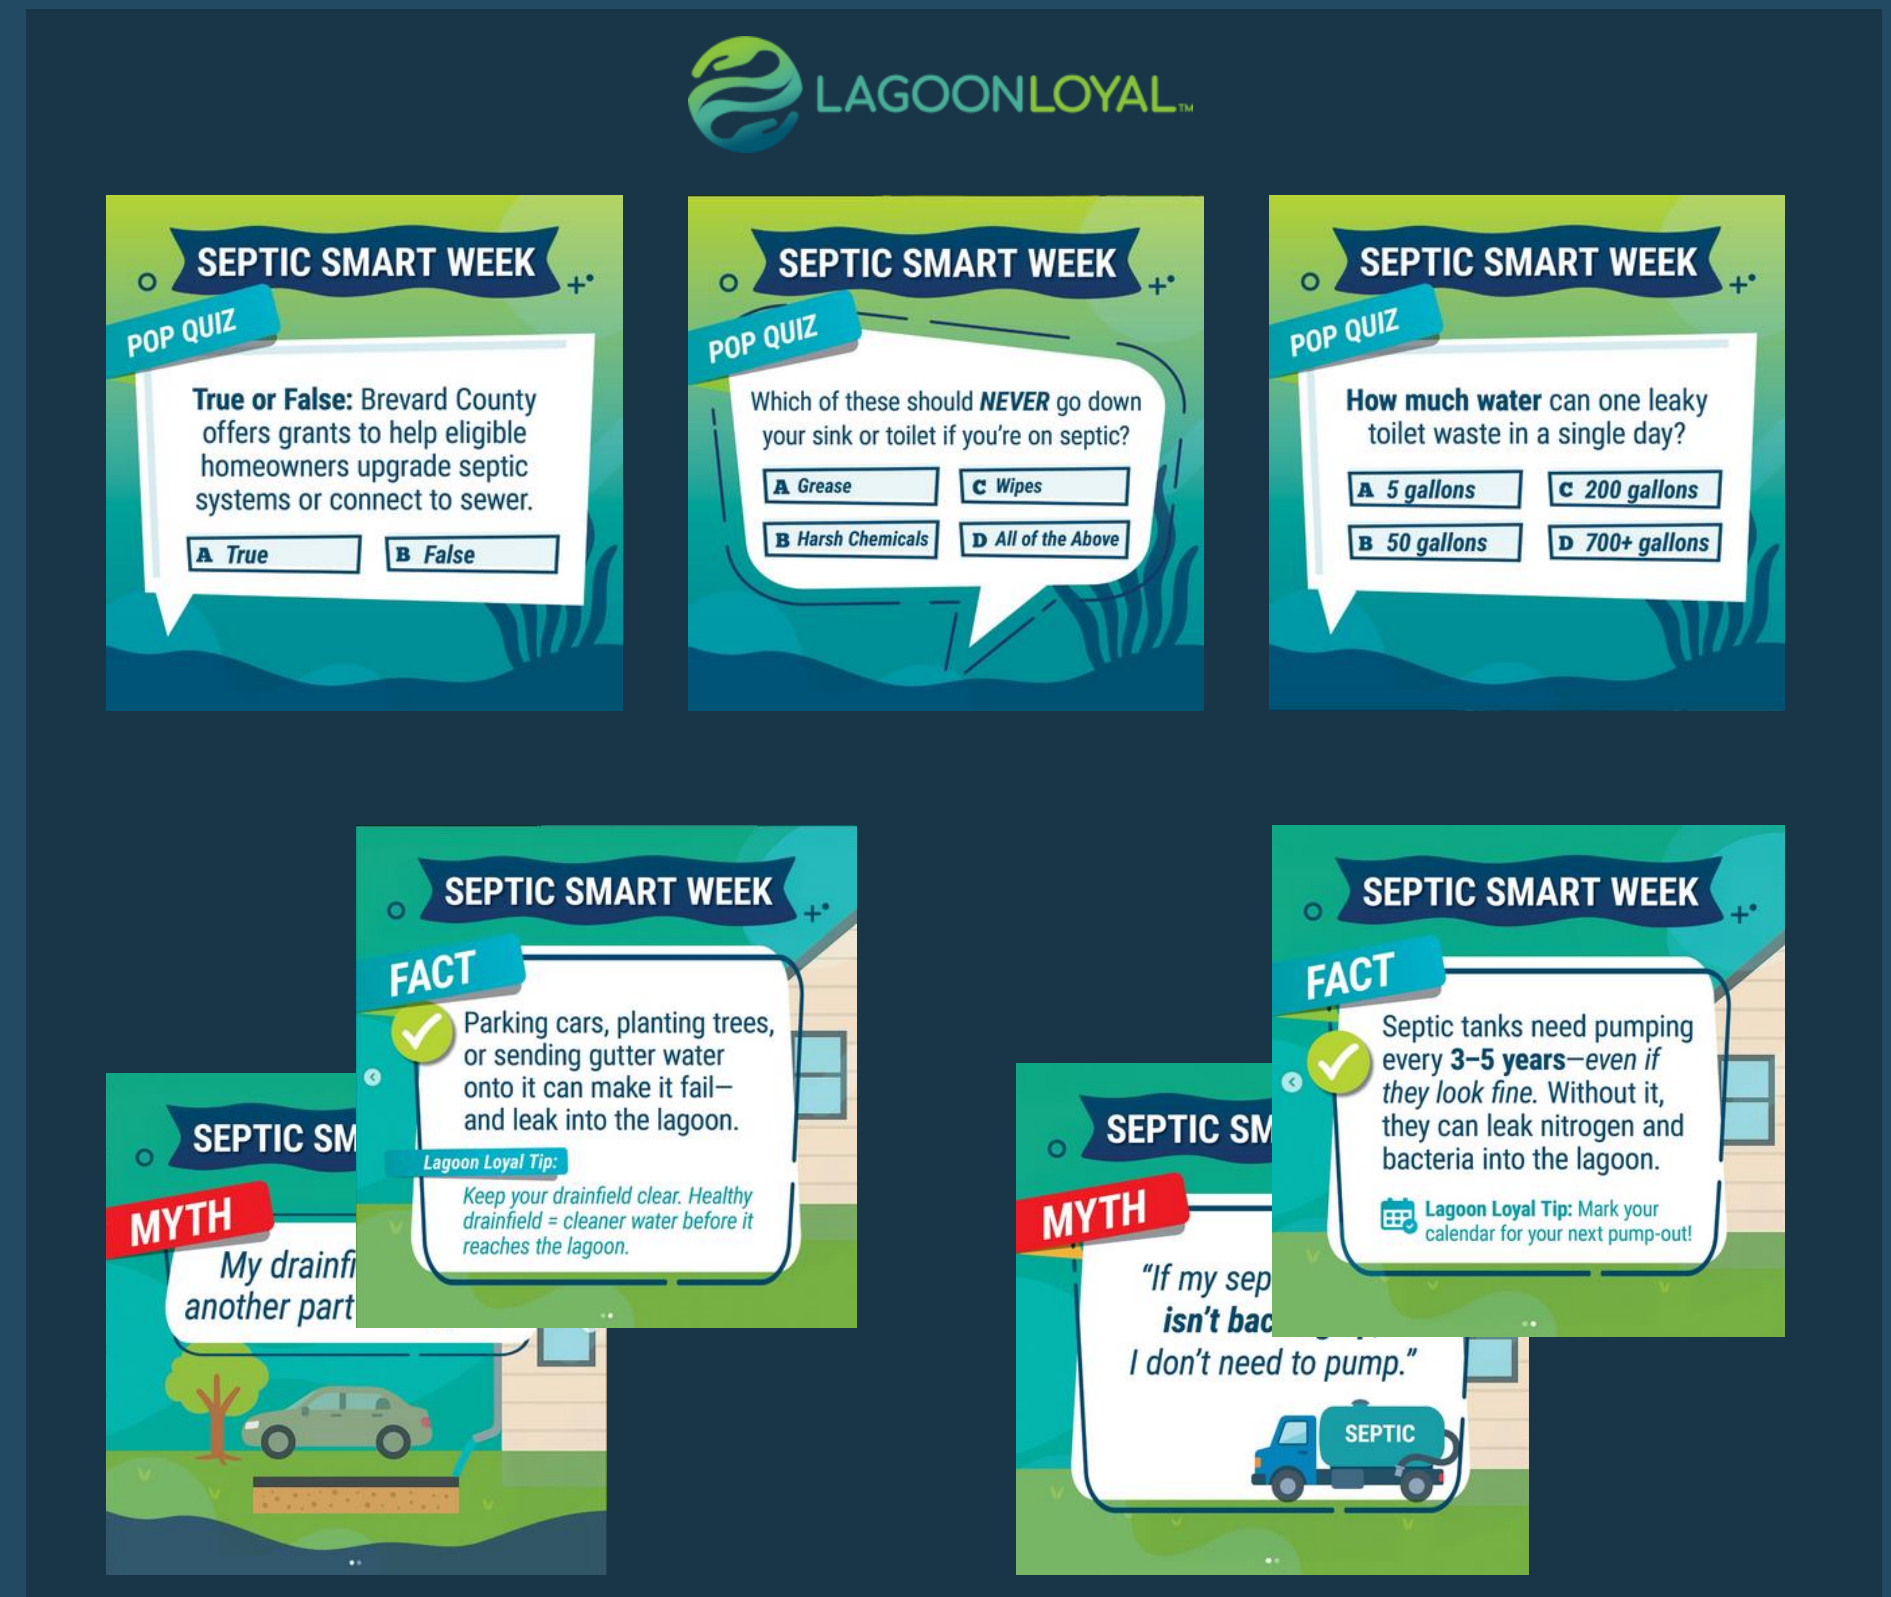 LAGOONLOYAL™
SEPTIC SMART WEEK
POP QUIZ
True or False: Brevard County
offers grants to help eligible
homeowners upgrade septic
systems or connect to sewer.
A True
B False
SEPTIC SMART WEEK
POP QUIZ
Which of these should NEVER go down
your sink or toilet if you're on septic?
A Grease
C Wipes
B Harsh Chemicals
D All of the Above
SEPTIC SMART WEEK
POP QUIZ
How much water can one leaky
toilet waste in a single day?
A 5 gallons
C 200 gallons
B 50 gallons
D 700+ gallons
SEPTIC SM
MYTH
My drainf
another part
SEPTIC SMART WEEK
FACT
Parking cars, planting trees,
or sending gutter water
onto it can make it fail—
and leak into the lagoon.
Lagoon Loyal Tip:
Keep your drainfield clear. Healthy
drainfield = cleaner water before it
reaches the lagoon.
SEPTIC SM
MYTH
"If my sep
isn't bac
I don't need to pump."
SEPTIC
SEPTIC SMART WEEK
FACT
Septic tanks need pumping
every 3–5 years—even if
they look fine. Without it,
they can leak nitrogen and
bacteria into the lagoon.
Lagoon Loyal Tip: Mark your
calendar for your next pump-out!